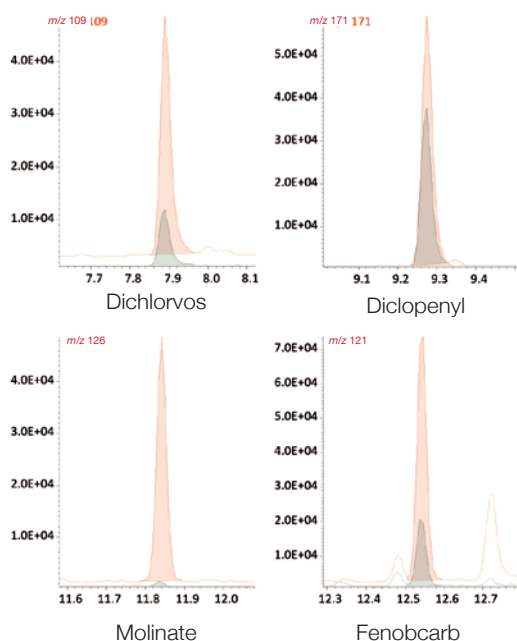 m/z 109 109
4.0E+04
3.0E+04
2.0E+04
1.0E+04
7.7 7.8 7.9 8.0 8.1
Dichlorvos
m/z 171 171
5.0E+04
4.0E+04
3.0E+04
2.0E+04
1.0E+04
9.1 9.2 9.3 9.4
Diclopenyl
m/z 126
4.0E+04
3.0E+04
2.0E+04
1.0E+04
11.6 11.7 11.8 11.9 12.0
Molinate
m/z 121
7.0E+04
6.0E+04
5.0E+04
4.0E+04
3.0E+04
2.0E+04
1.0E+04
12.3 12.4 12.5 12.6 12.7
Fenobcarb